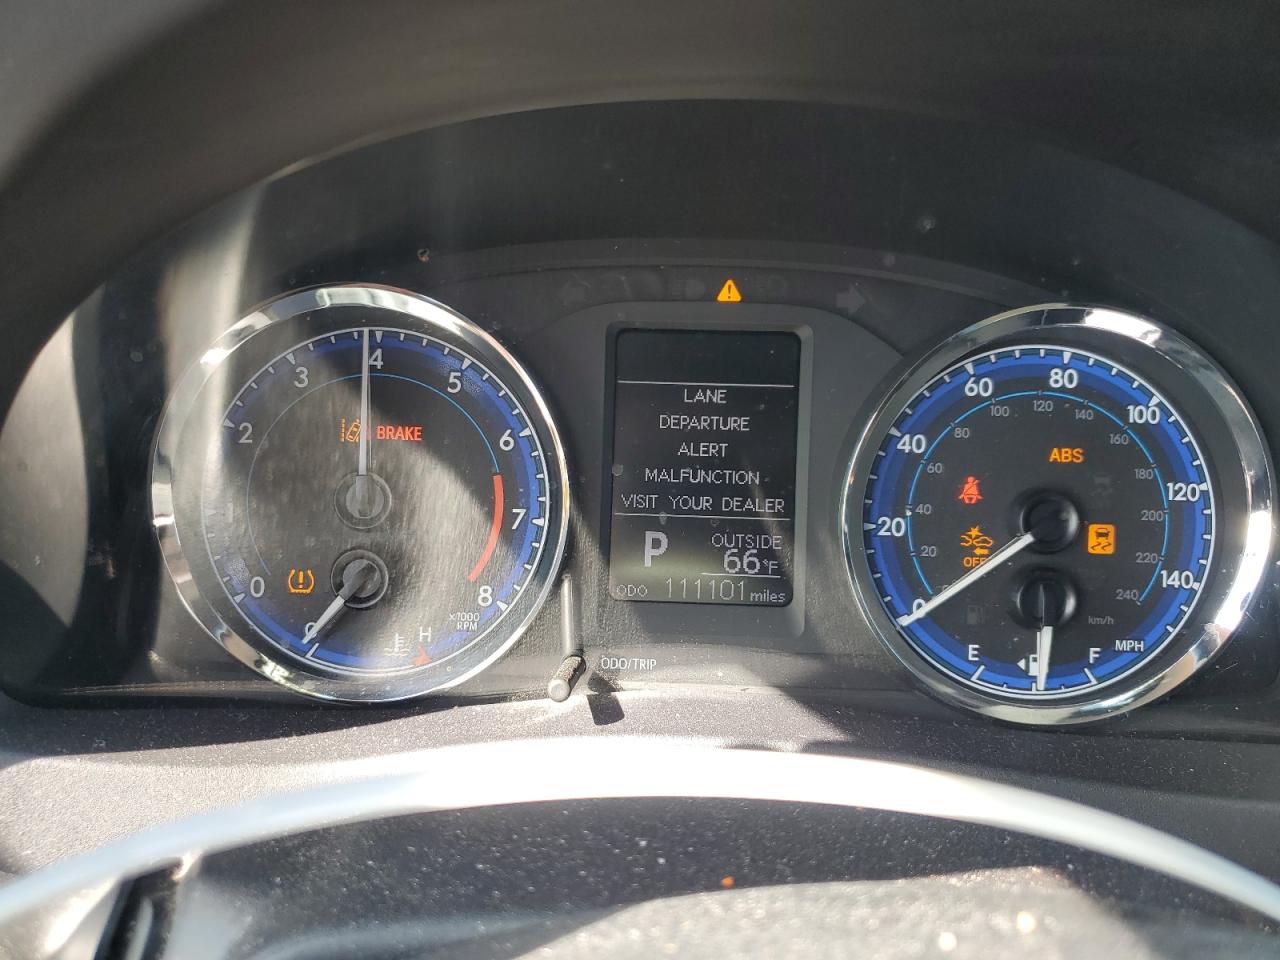 0
2
3
4
5
6
7
8
x1000
RPM
BRAKE
H
LANE
DEPARTURE
ALERT
MALFUNCTION
VISIT YOUR DEALER
P
OUTSIDE
66°F
ODO 111101 miles
ODO/TRIP
0
20
40
60
80
100
120
140
MPH
20
40
60
80
100
120
140
160
180
200
220
240
km/h
ABS
OFF
E
F